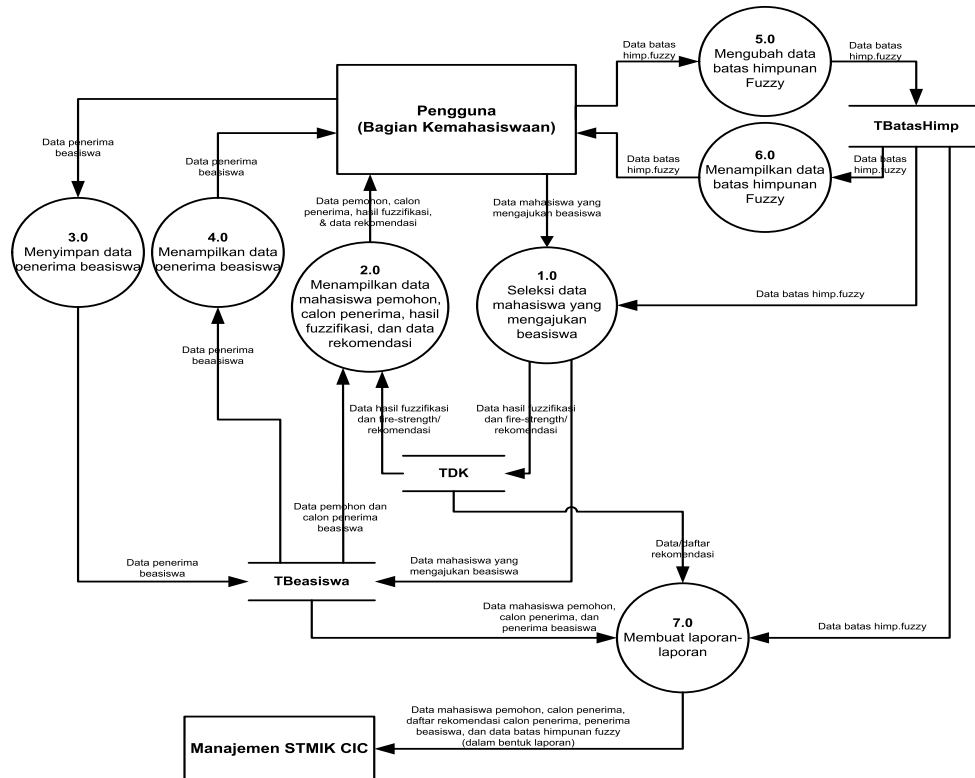 5.0
Mengubah data
batas himpunan
Fuzzy
Data batas
himp.fuzzy
Data batas
himp.fuzzy
Pengguna
(Bagian Kemahasiswaan)
TBatasHimp
Data penerima
beasiswa
Data penerima
beasiswa
6.0
Menampilkan data
batas himpunan
Fuzzy
Data batas
himp.fuzzy
Data batas
himp.fuzzy
Data pemohon, calon
penerima, hasil fuzzifikasi,
& data rekomendasi
Data mahasiswa yang
mengajukan beasiswa
3.0
Menyimpan data
penerima beasiswa
4.0
Menampilkan data
penerima beasiswa
2.0
Menampilkan data
mahasiswa pemohon,
calon penerima, hasil
fuzzifikasi, dan data
rekomendasi
1.0
Seleksi data
mahasiswa yang
mengajukan
beasiswa
Data batas himp.fuzzy
Data penerima
beaasiswa
Data hasil fuzzifikasi
dan fire-strength/
rekomendasi
Data hasil fuzzifikasi
dan fire-strength/
rekomendasi
TDK
Data pemohon dan
calon penerima
beasiswa
Data/daftar
rekomendasi
Data penerima
beasiswa
TBeasiswa
Data mahasiswa yang
mengajukan beasiswa
Data mahasiswa pemohon,
calon penerima, dan
penerima beasiswa
7.0
Membuat laporan-
laporan
Data batas himp.fuzzy
Data mahasiswa pemohon, calon penerima,
daftar rekomendasi calon penerima, penerima
beasiswa, dan data batas himpunan fuzzy
(dalam bentuk laporan)
Manajemen STMIK CIC